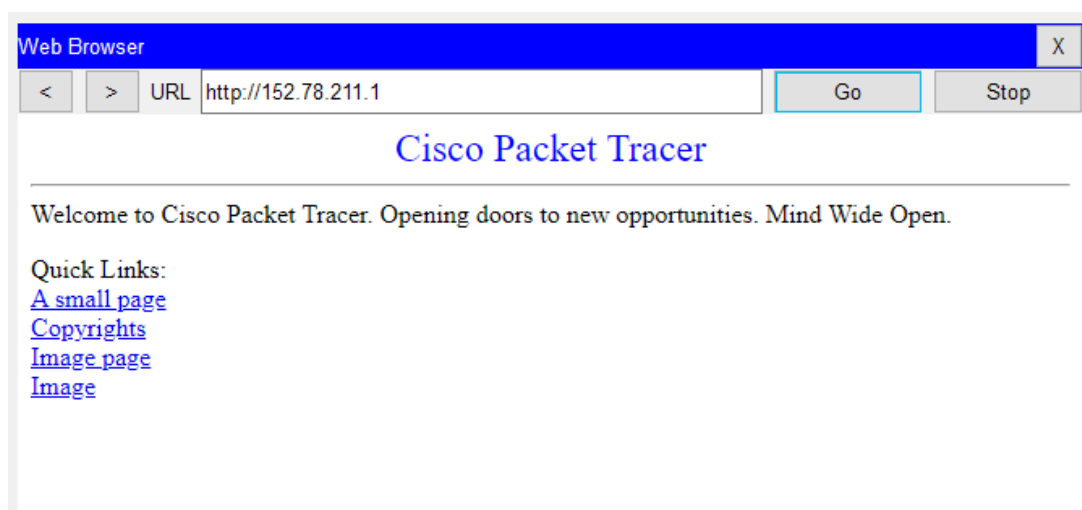 Web Browser X
< > URL http://152.78.211.1 Go Stop
Cisco Packet Tracer
Welcome to Cisco Packet Tracer. Opening doors to new opportunities. Mind Wide Open.
Quick Links:
A small page
Copyrights
Image page
Image